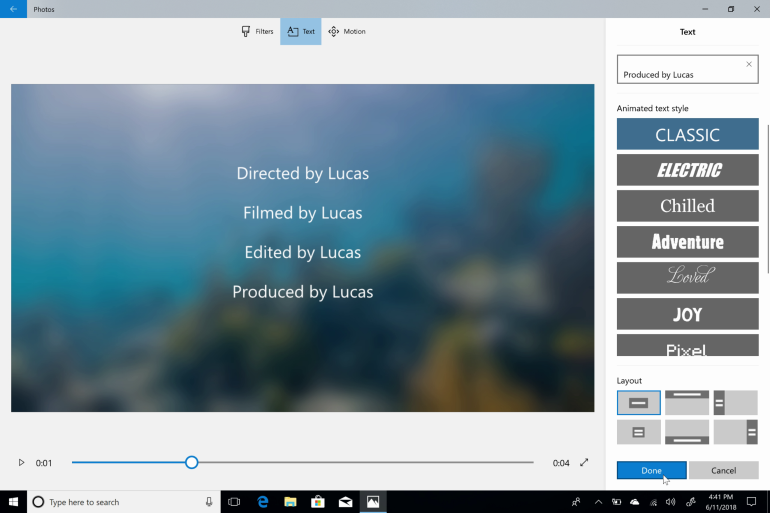 Photos
Filters
Text
Motion
Text
Produced by Lucas
Animated text style
CLASSIC
ELECTRIC
Chilled
Adventure
Loved
JOY
Pixel
Directed by Lucas
Filmed by Lucas
Edited by Lucas
Produced by Lucas
Layout
0:01
0:04
Done
Cancel
Type here to search
4:41 PM
6/11/2018